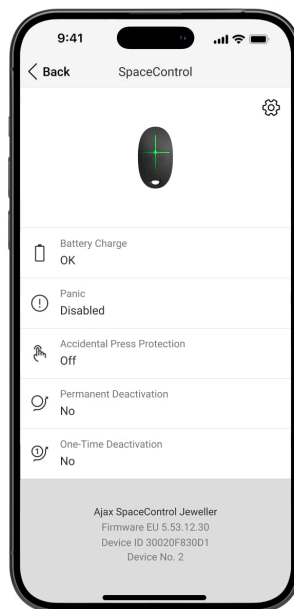 9:41
Back
SpaceControl
Battery Charge
OK
Panic
Disabled
Accidental Press Protection
Off
Permanent Deactivation
No
One-Time Deactivation
No
Ajax SpaceControl Jeweller
Firmware EU 5.53.12.30
Device ID 30020F830D1
Device No. 2